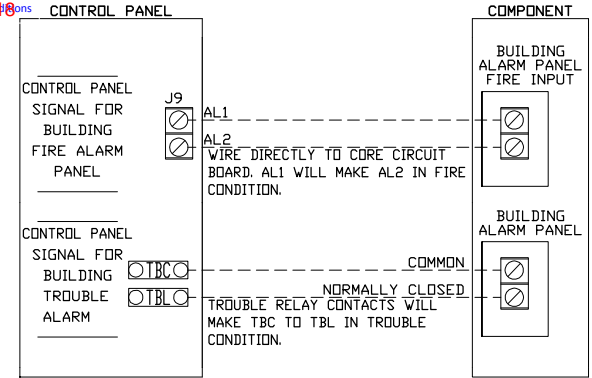 18
ditions
CONTROL PANEL
COMPONENT
CONTROL PANEL
SIGNAL FOR
BUILDING
FIRE ALARM
PANEL
J9
AL1
AL2
WIRE DIRECTLY TO CORE CIRCUIT
BOARD. AL1 WILL MAKE AL2 IN FIRE
CONDITION.
BUILDING
ALARM PANEL
FIRE INPUT
CONTROL PANEL
SIGNAL FOR
BUILDING
TROUBLE
ALARM
TBC
TBL
COMMON
NORMALLY CLOSED
TROUBLE RELAY CONTACTS WILL
MAKE TBC TO TBL IN TROUBLE
CONDITION.
BUILDING
ALARM PANEL